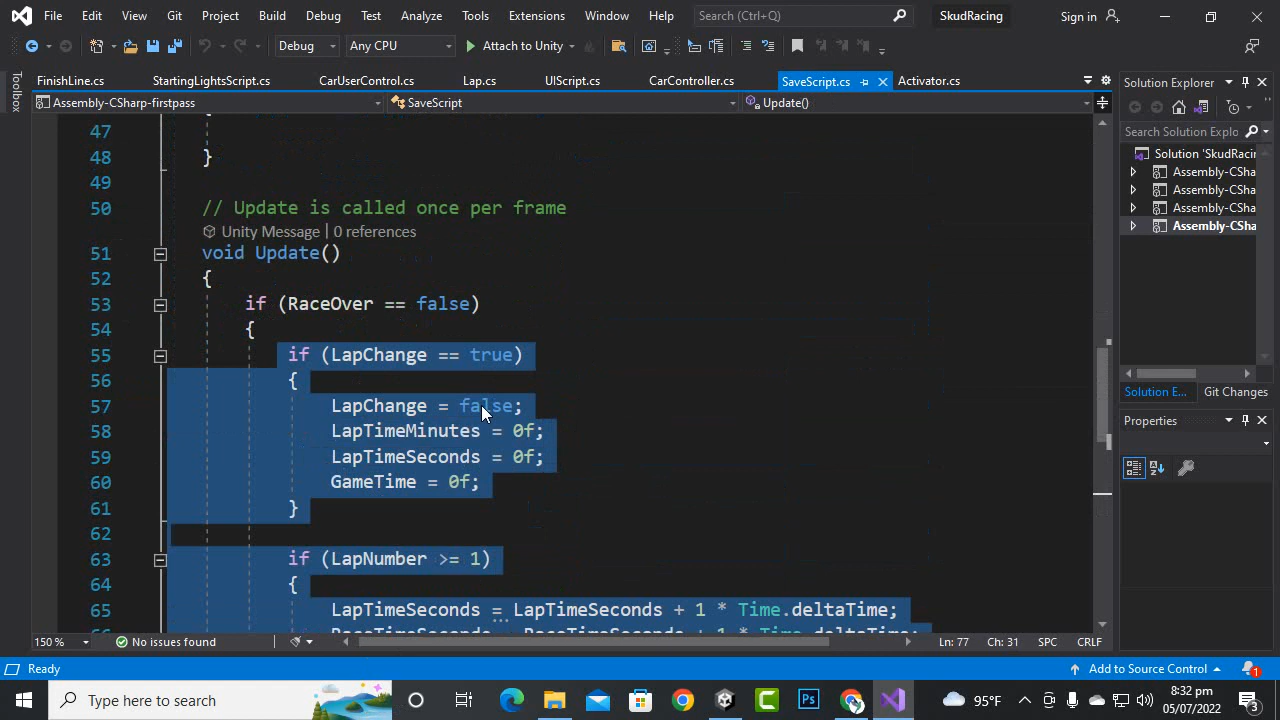 File Edit View Git Project Build Debug Test Analyze Tools Extensions Window Help Search (Ctrl+Q) SkudRacing Sign in
Debug Any CPU Attach to Unity
Toolbox
FinishLine.cs StartingLightsScript.cs CarUserControl.cs Lap.cs UIScript.cs CarController.cs SaveScript.cs Activator.cs
Assembly-CSharp-firstpass SaveScript Update()
47
48 }
49
50 // Update is called once per frame
Unity Message | 0 references
51 void Update()
52 {
53 if (RaceOver == false)
54 {
55 if (LapChange == true)
56 {
57 LapChange = false;
58 LapTimeMinutes = 0f;
59 LapTimeSeconds = 0f;
60 GameTime = 0f;
61 }
62
63 if (LapNumber >= 1)
64 {
65 LapTimeSeconds = LapTimeSeconds + 1 * Time.deltaTime;
150 % No issues found Ln: 77 Ch: 31 SPC CRLF
Solution Explorer
Search Solution Explo
Solution 'SkudRacing
Assembly-CSha
Assembly-CSha
Assembly-CSha
Assembly-CSha
Solution E... Git Changes
Properties
Ready Add to Source Control 1
Type here to search 95°F 8:32 pm
05/07/2022 3